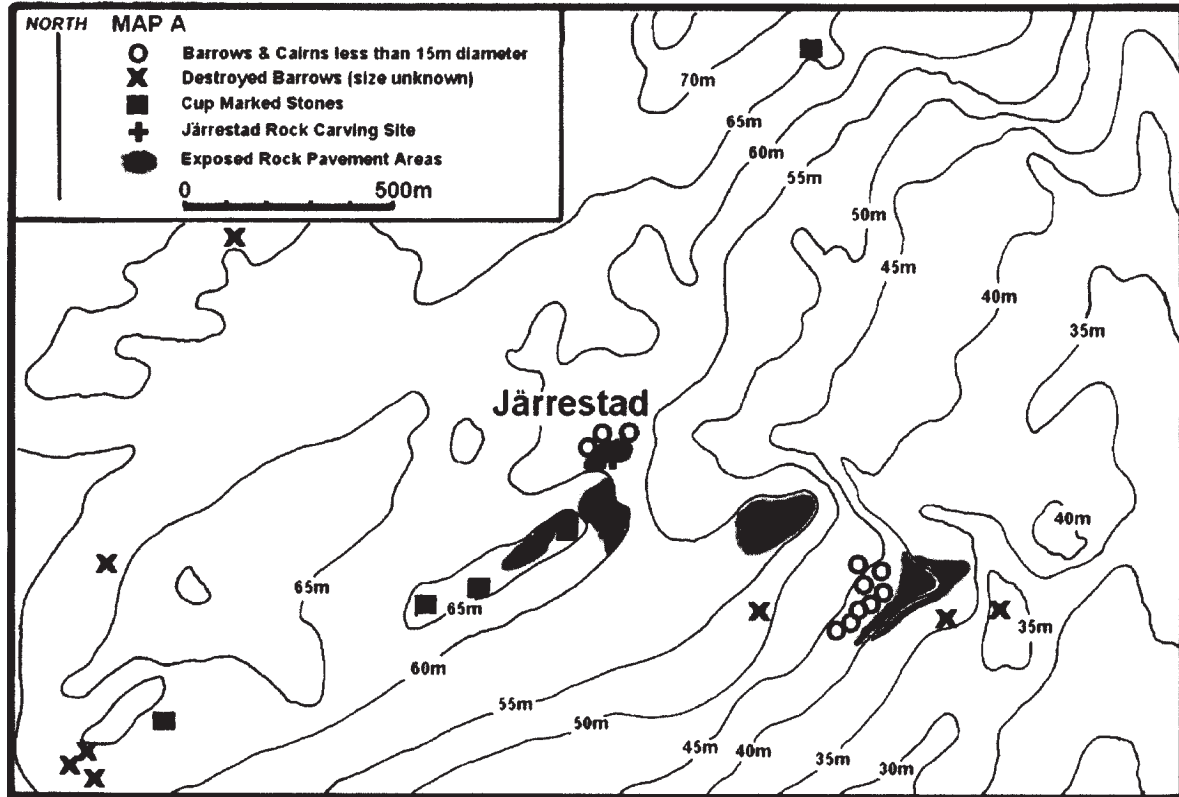 NORTH MAP A
Barrows & Cairns less than 15m diameter
Destroyed Barrows (size unknown)
Cup Marked Stones
Järrestad Rock Carving Site
Exposed Rock Pavement Areas
0 500m
70m
65m
60m
55m
50m
45m
40m
35m
Järrestad
40m
65m
65m
35m
60m
55m
50m
45m
40m
35m
30m